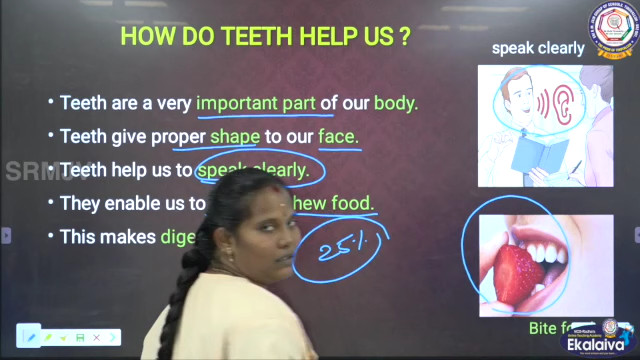 HOW DO TEETH HELP US ?
speak clearly
• Teeth are a very important part of our body.
• Teeth give proper shape to our face.
• Teeth help us to speak clearly.
• They enable us to hew food.
• This makes dige
25%
SRM
Bite f
Ekalaiva